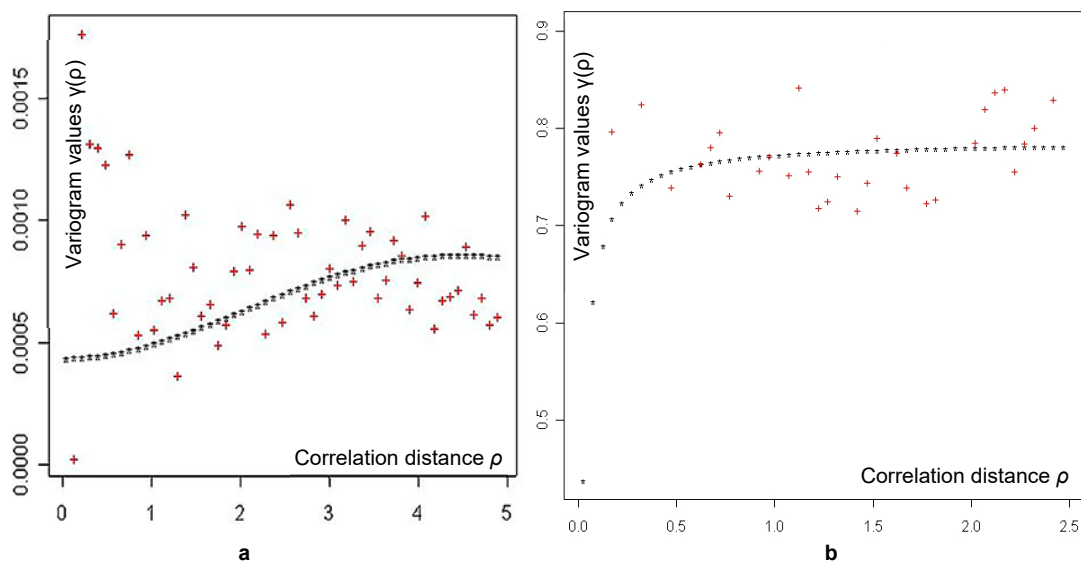 Variogram values γ(ρ)
0.0015
0.0010
0.0005
0.0000
Correlation distance ρ
0 1 2 3 4 5
a
Variogram values γ(ρ)
0.9
0.8
0.7
0.6
0.5
Correlation distance ρ
0.0 0.5 1.0 1.5 2.0 2.5
b